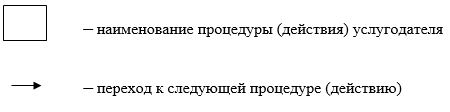 – наименование процедуры (действия) услугодателя
– переход к следующей процедуре (действию)